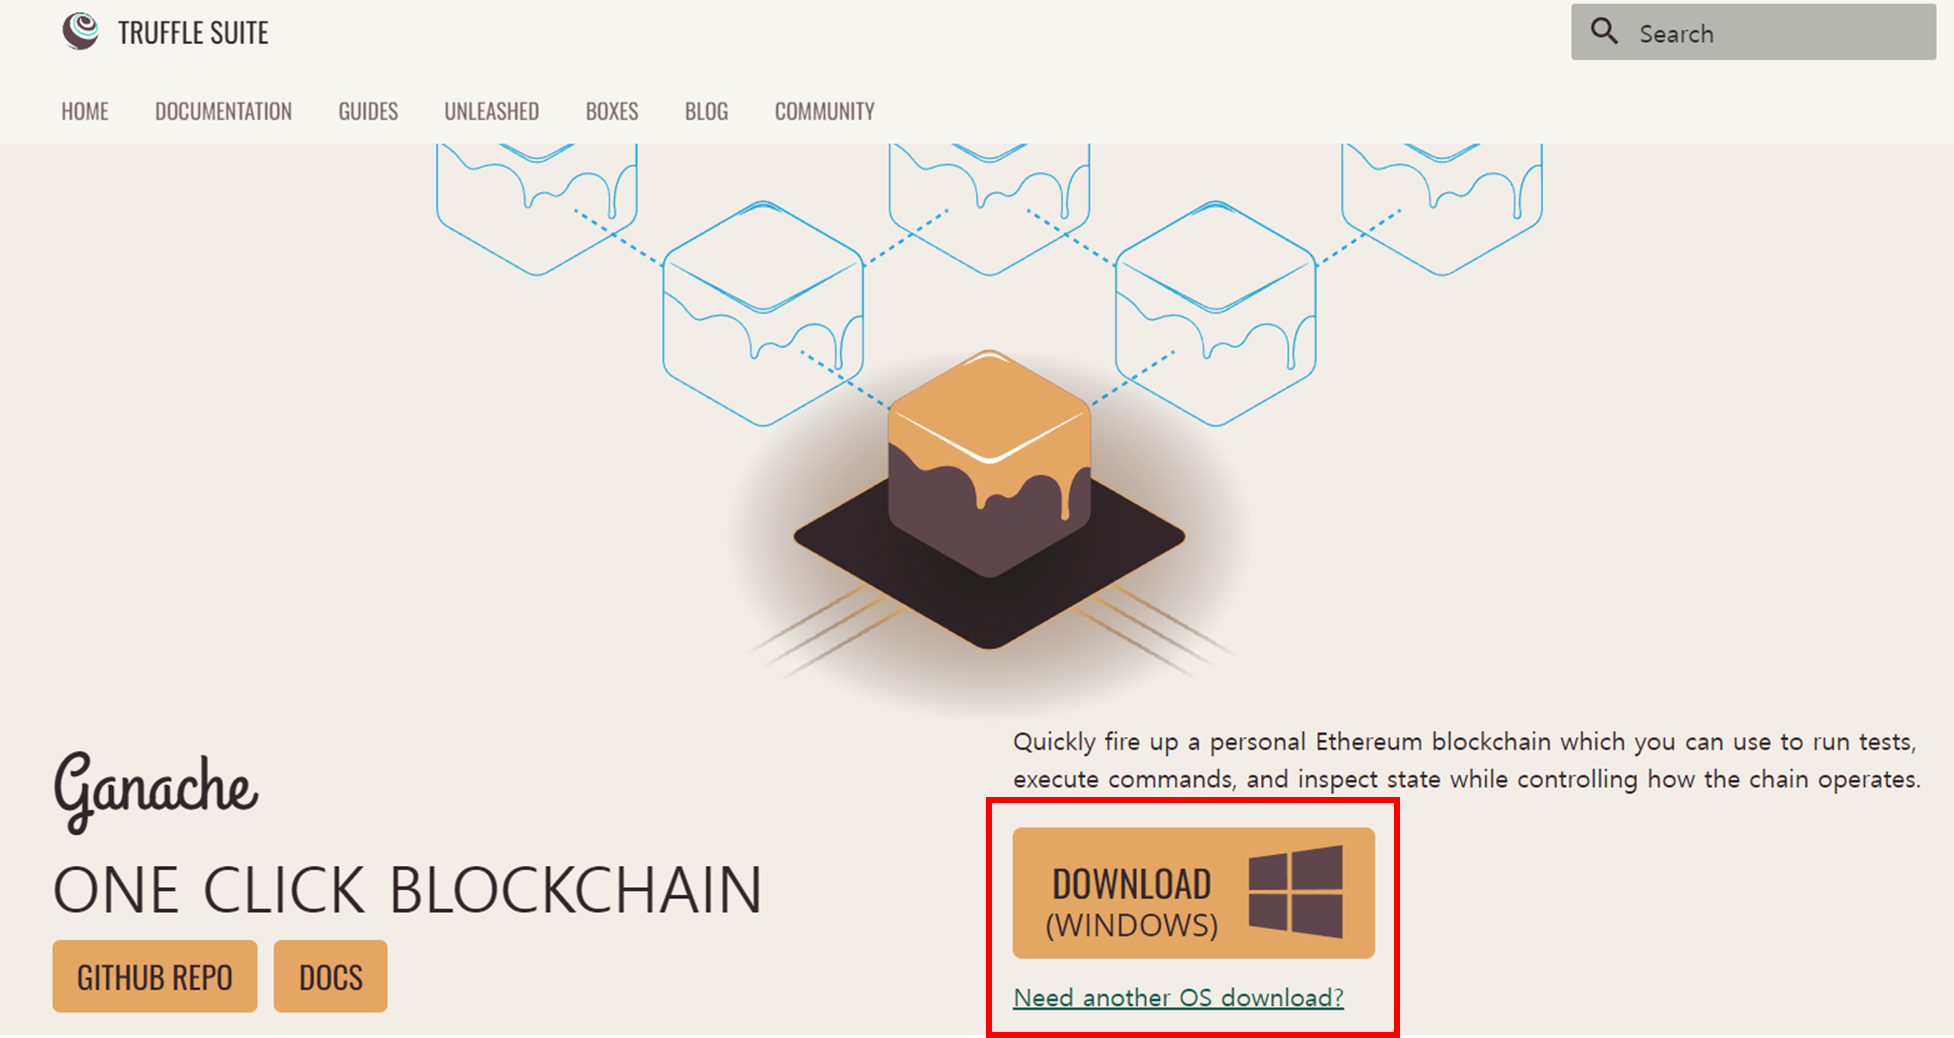 TRUFFLE SUITE
Search
HOME DOCUMENTATION GUIDES UNLEASHED BOXES BLOG COMMUNITY
Ganache
ONE CLICK BLOCKCHAIN
GITHUB REPO DOCS
Quickly fire up a personal Ethereum blockchain which you can use to run tests,
execute commands, and inspect state while controlling how the chain operates.
DOWNLOAD
(WINDOWS)
Need another OS download?